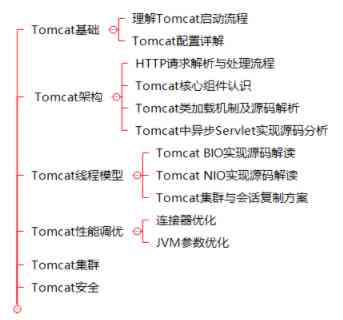 Tomcat基础
理解Tomcat启动流程
Tomcat配置详解
Tomcat架构
HTTP请求解析与处理流程
Tomcat核心组件认识
Tomcat类加载机制及源码解析
Tomcat中异步Servlet实现源码分析
Tomcat线程模型
Tomcat BIO实现源码解读
Tomcat NIO实现源码解读
Tomcat集群与会话复制方案
Tomcat性能调优
连接器优化
JVM参数优化
Tomcat集群
Tomcat安全